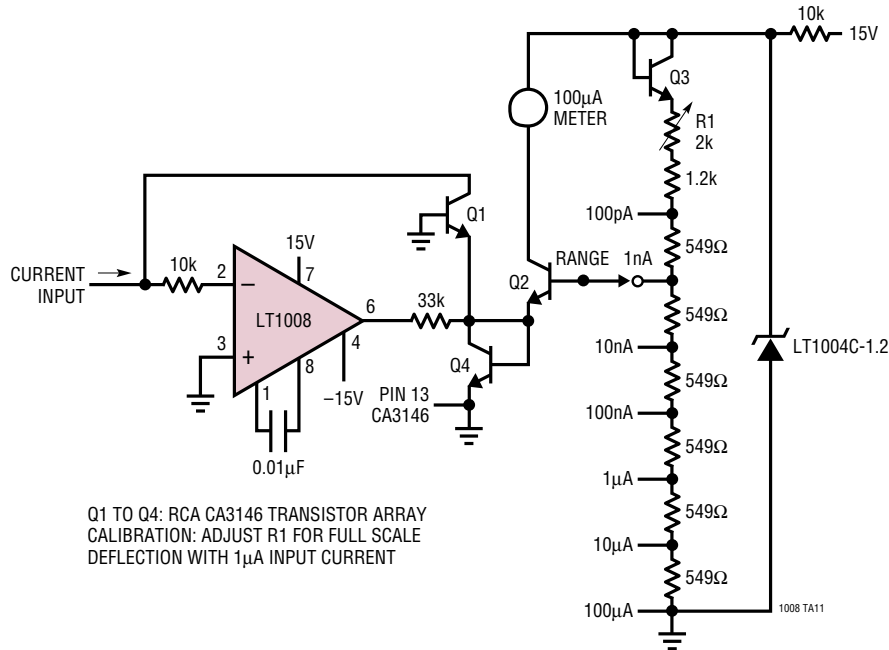 10k
15V
Q3
100µA
METER
R1
2k
1.2k
Q1
100pA
549Ω
15V
CURRENT
INPUT
10k
2
–
7
RANGE
1nA
Q2
549Ω
LT1008
6
33k
10nA
LT1004C-1.2
3
+
4
8
Q4
549Ω
–15V
PIN 13
CA3146
100nA
1
549Ω
0.01µF
1µA
549Ω
Q1 TO Q4: RCA CA3146 TRANSISTOR ARRAY
CALIBRATION: ADJUST R1 FOR FULL SCALE
DEFLECTION WITH 1µA INPUT CURRENT
10µA
549Ω
100µA
1008 TA11